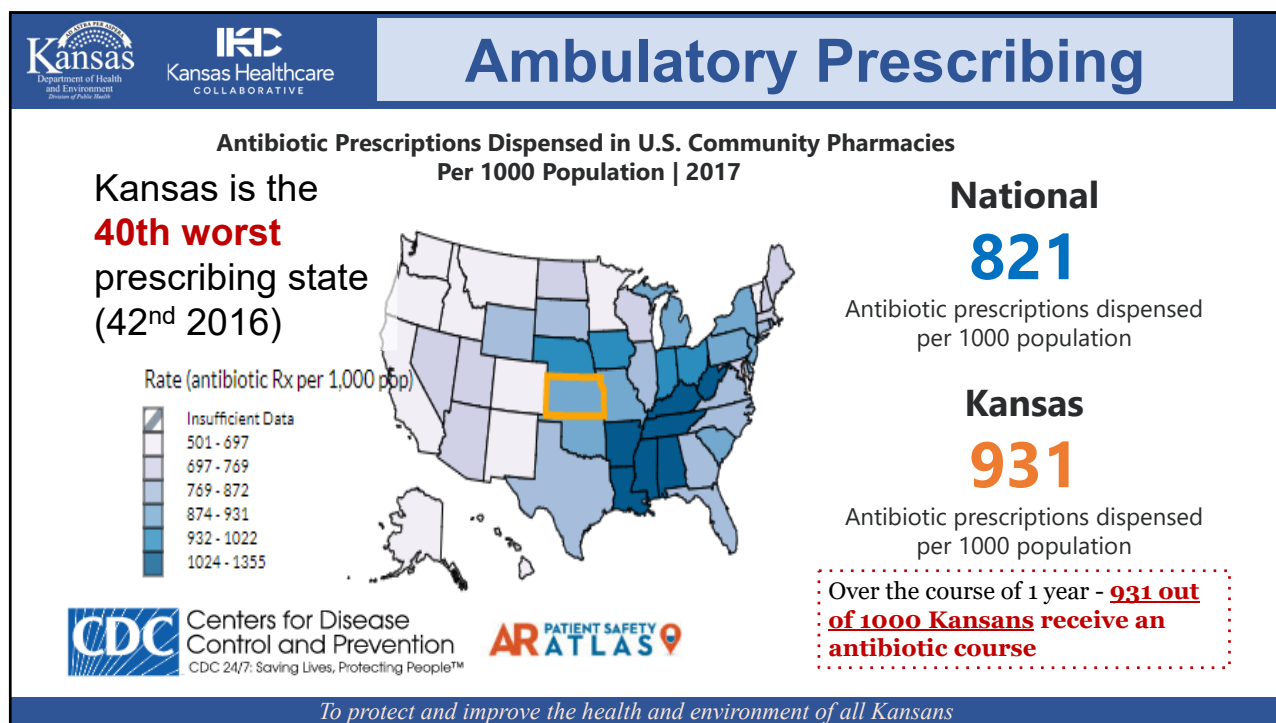 AD ASTRA PER ASPERA
Kansas
Department of Health
and Environment
Division of Public Health
KHC
Kansas Healthcare
COLLABORATIVE
Ambulatory Prescribing
Antibiotic Prescriptions Dispensed in U.S. Community Pharmacies
Per 1000 Population | 2017
Kansas is the
40th worst
prescribing state
(42nd 2016)
Rate (antibiotic Rx per 1,000 pop)
Insufficient Data
501 - 697
697 - 769
769 - 872
874 - 931
932 - 1022
1024 - 1355
National
821
Antibiotic prescriptions dispensed
per 1000 population
Kansas
931
Antibiotic prescriptions dispensed
per 1000 population
Over the course of 1 year - 931 out
of 1000 Kansans receive an
antibiotic course
CDC
Centers for Disease
Control and Prevention
CDC 24/7: Saving Lives, Protecting People™
AR PATIENT SAFETY
ATLAS
To protect and improve the health and environment of all Kansans